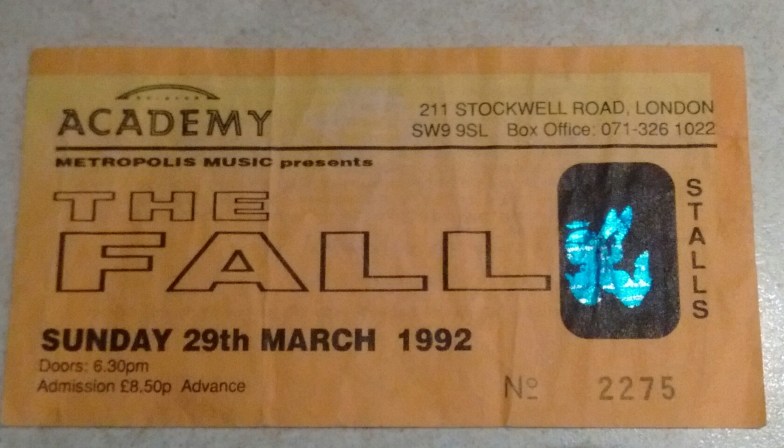 BRIXTON
ACADEMY
211 STOCKWELL ROAD, LONDON
SW9 9SL Box Office: 071-326 1022
METROPOLIS MUSIC presents
THE
FALL
STALLS
SUNDAY 29th MARCH 1992
Doors: 6.30pm
Admission £8.50p Advance
Nº 2275